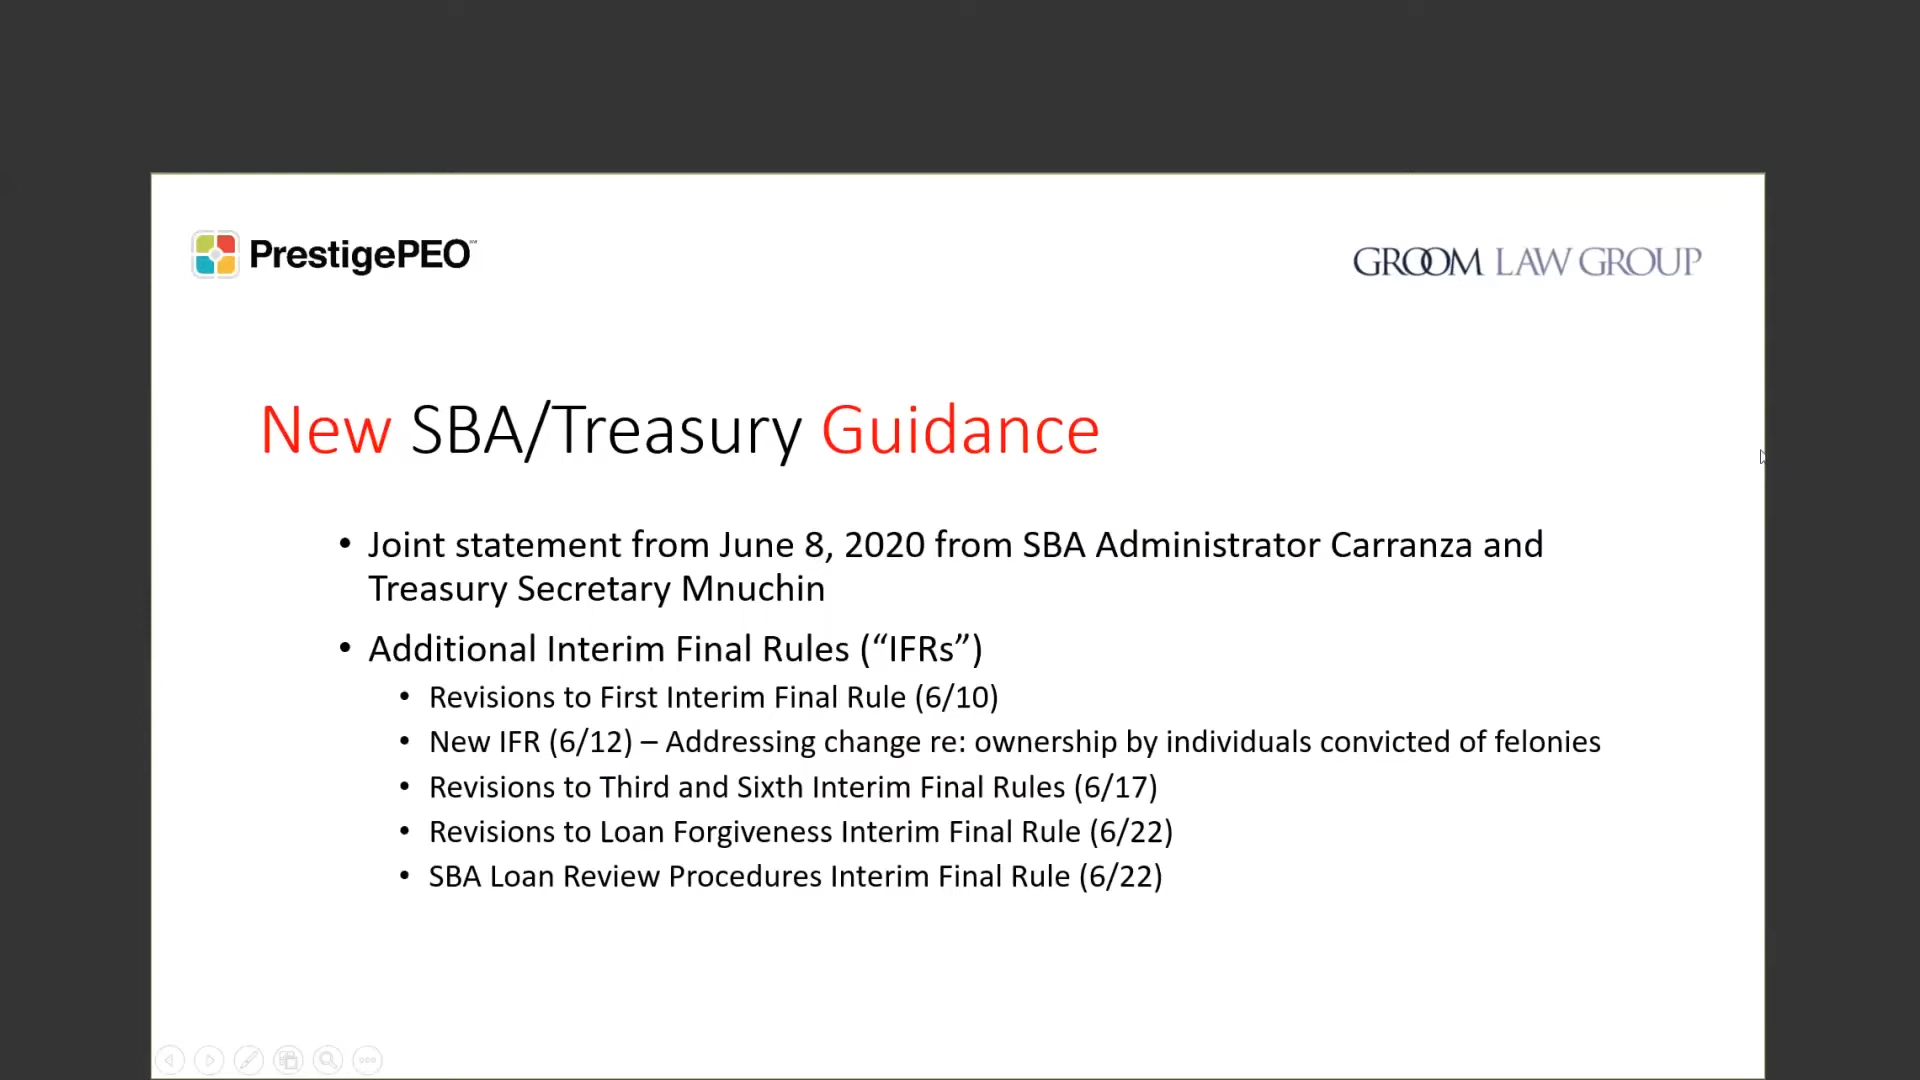 PrestigePEO
GROOM LAW GROUP
New SBA/Treasury Guidance
• Joint statement from June 8, 2020 from SBA Administrator Carranza and
Treasury Secretary Mnuchin
• Additional Interim Final Rules (“IFRs”)
• Revisions to First Interim Final Rule (6/10)
• New IFR (6/12) – Addressing change re: ownership by individuals convicted of felonies
• Revisions to Third and Sixth Interim Final Rules (6/17)
• Revisions to Loan Forgiveness Interim Final Rule (6/22)
• SBA Loan Review Procedures Interim Final Rule (6/22)